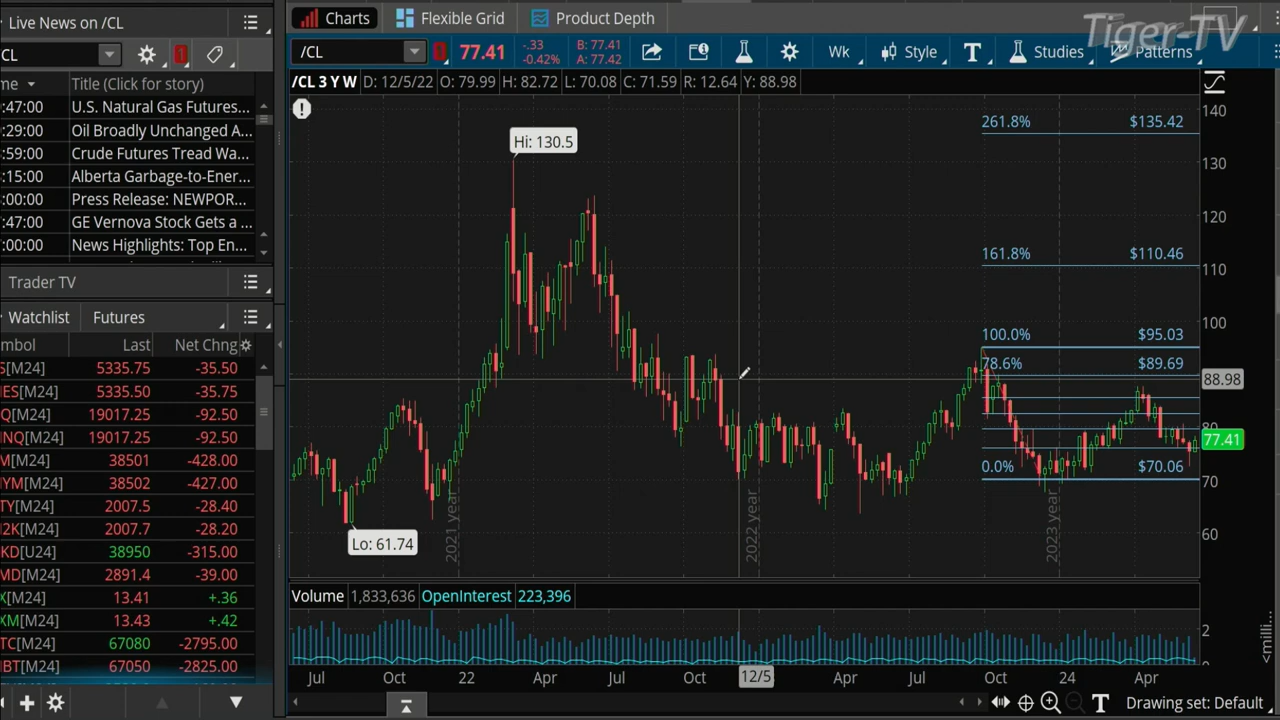 Live News on /CL
Charts
Flexible Grid
Product Depth
Tiger-TV
CL
1
/CL
1
77.41
-.33
-0.42%
B: 77.41
A: 77.42
Wk
Style
Studies
Patterns
me
Title (Click for story)
/CL 3 Y W
D: 12/5/22
O: 79.99
H: 82.72
L: 70.08
C: 71.59
R: 12.64
Y: 88.98
:47:00 U.S. Natural Gas Futures...
:29:00 Oil Broadly Unchanged A...
:59:00 Crude Futures Tread Wa...
:15:00 Alberta Garbage-to-Ener...
:00:00 Press Release: NEWPOR...
:47:00 GE Vernova Stock Gets a ...
:00:00 News Highlights: Top En...
Trader TV
Watchlist
Futures
mbol Last Net Chng
S[M24] 5335.75 -35.50
ES[M24] 5335.50 -35.75
Q[M24] 19017.25 -92.50
NQ[M24] 19017.25 -92.50
M[M24] 38501 -428.00
YM[M24] 38502 -427.00
TY[M24] 2007.5 -28.40
2K[M24] 2007.7 -28.20
KD[U24] 38950 -315.00
MD[M24] 2891.4 -39.00
X[M24] 13.41 +.36
XM[M24] 13.43 +.42
TC[M24] 67080 -2795.00
BT[M24] 67050 -2825.00
Hi: 130.5
Lo: 61.74
261.8% $135.42
161.8% $110.46
100.0% $95.03
78.6% $89.69
0.0% $70.06
140
130
120
110
100
88.98
80
77.41
70
60
2021 year
2022 year
2023 year
Volume
1,833,636
OpenInterest
223,396
2
0
<milli...
Jul
Oct
22
Apr
Jul
Oct
12/5
Apr
Jul
Oct
24
Apr
Drawing set: Default